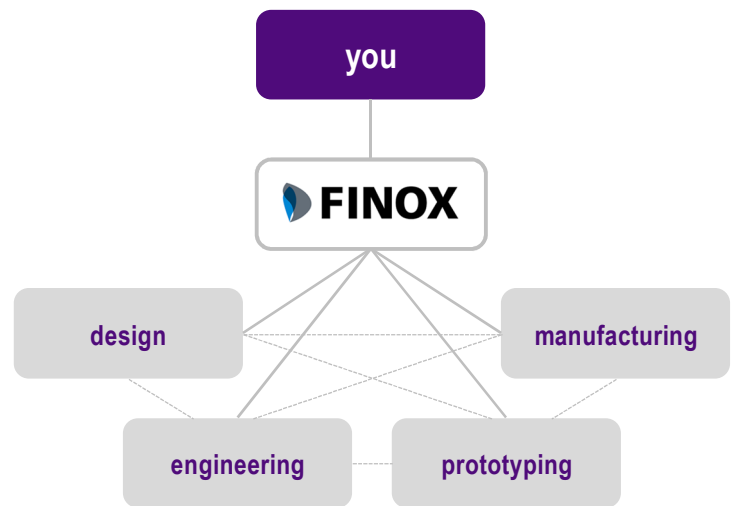 you
FINOX
design
manufacturing
engineering
prototyping